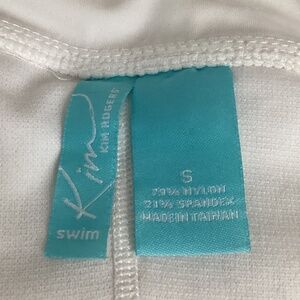 Kim
KIM ROGERS
swim
S
79% NYLON
21% SPANDEX
MADE IN TAIWAN